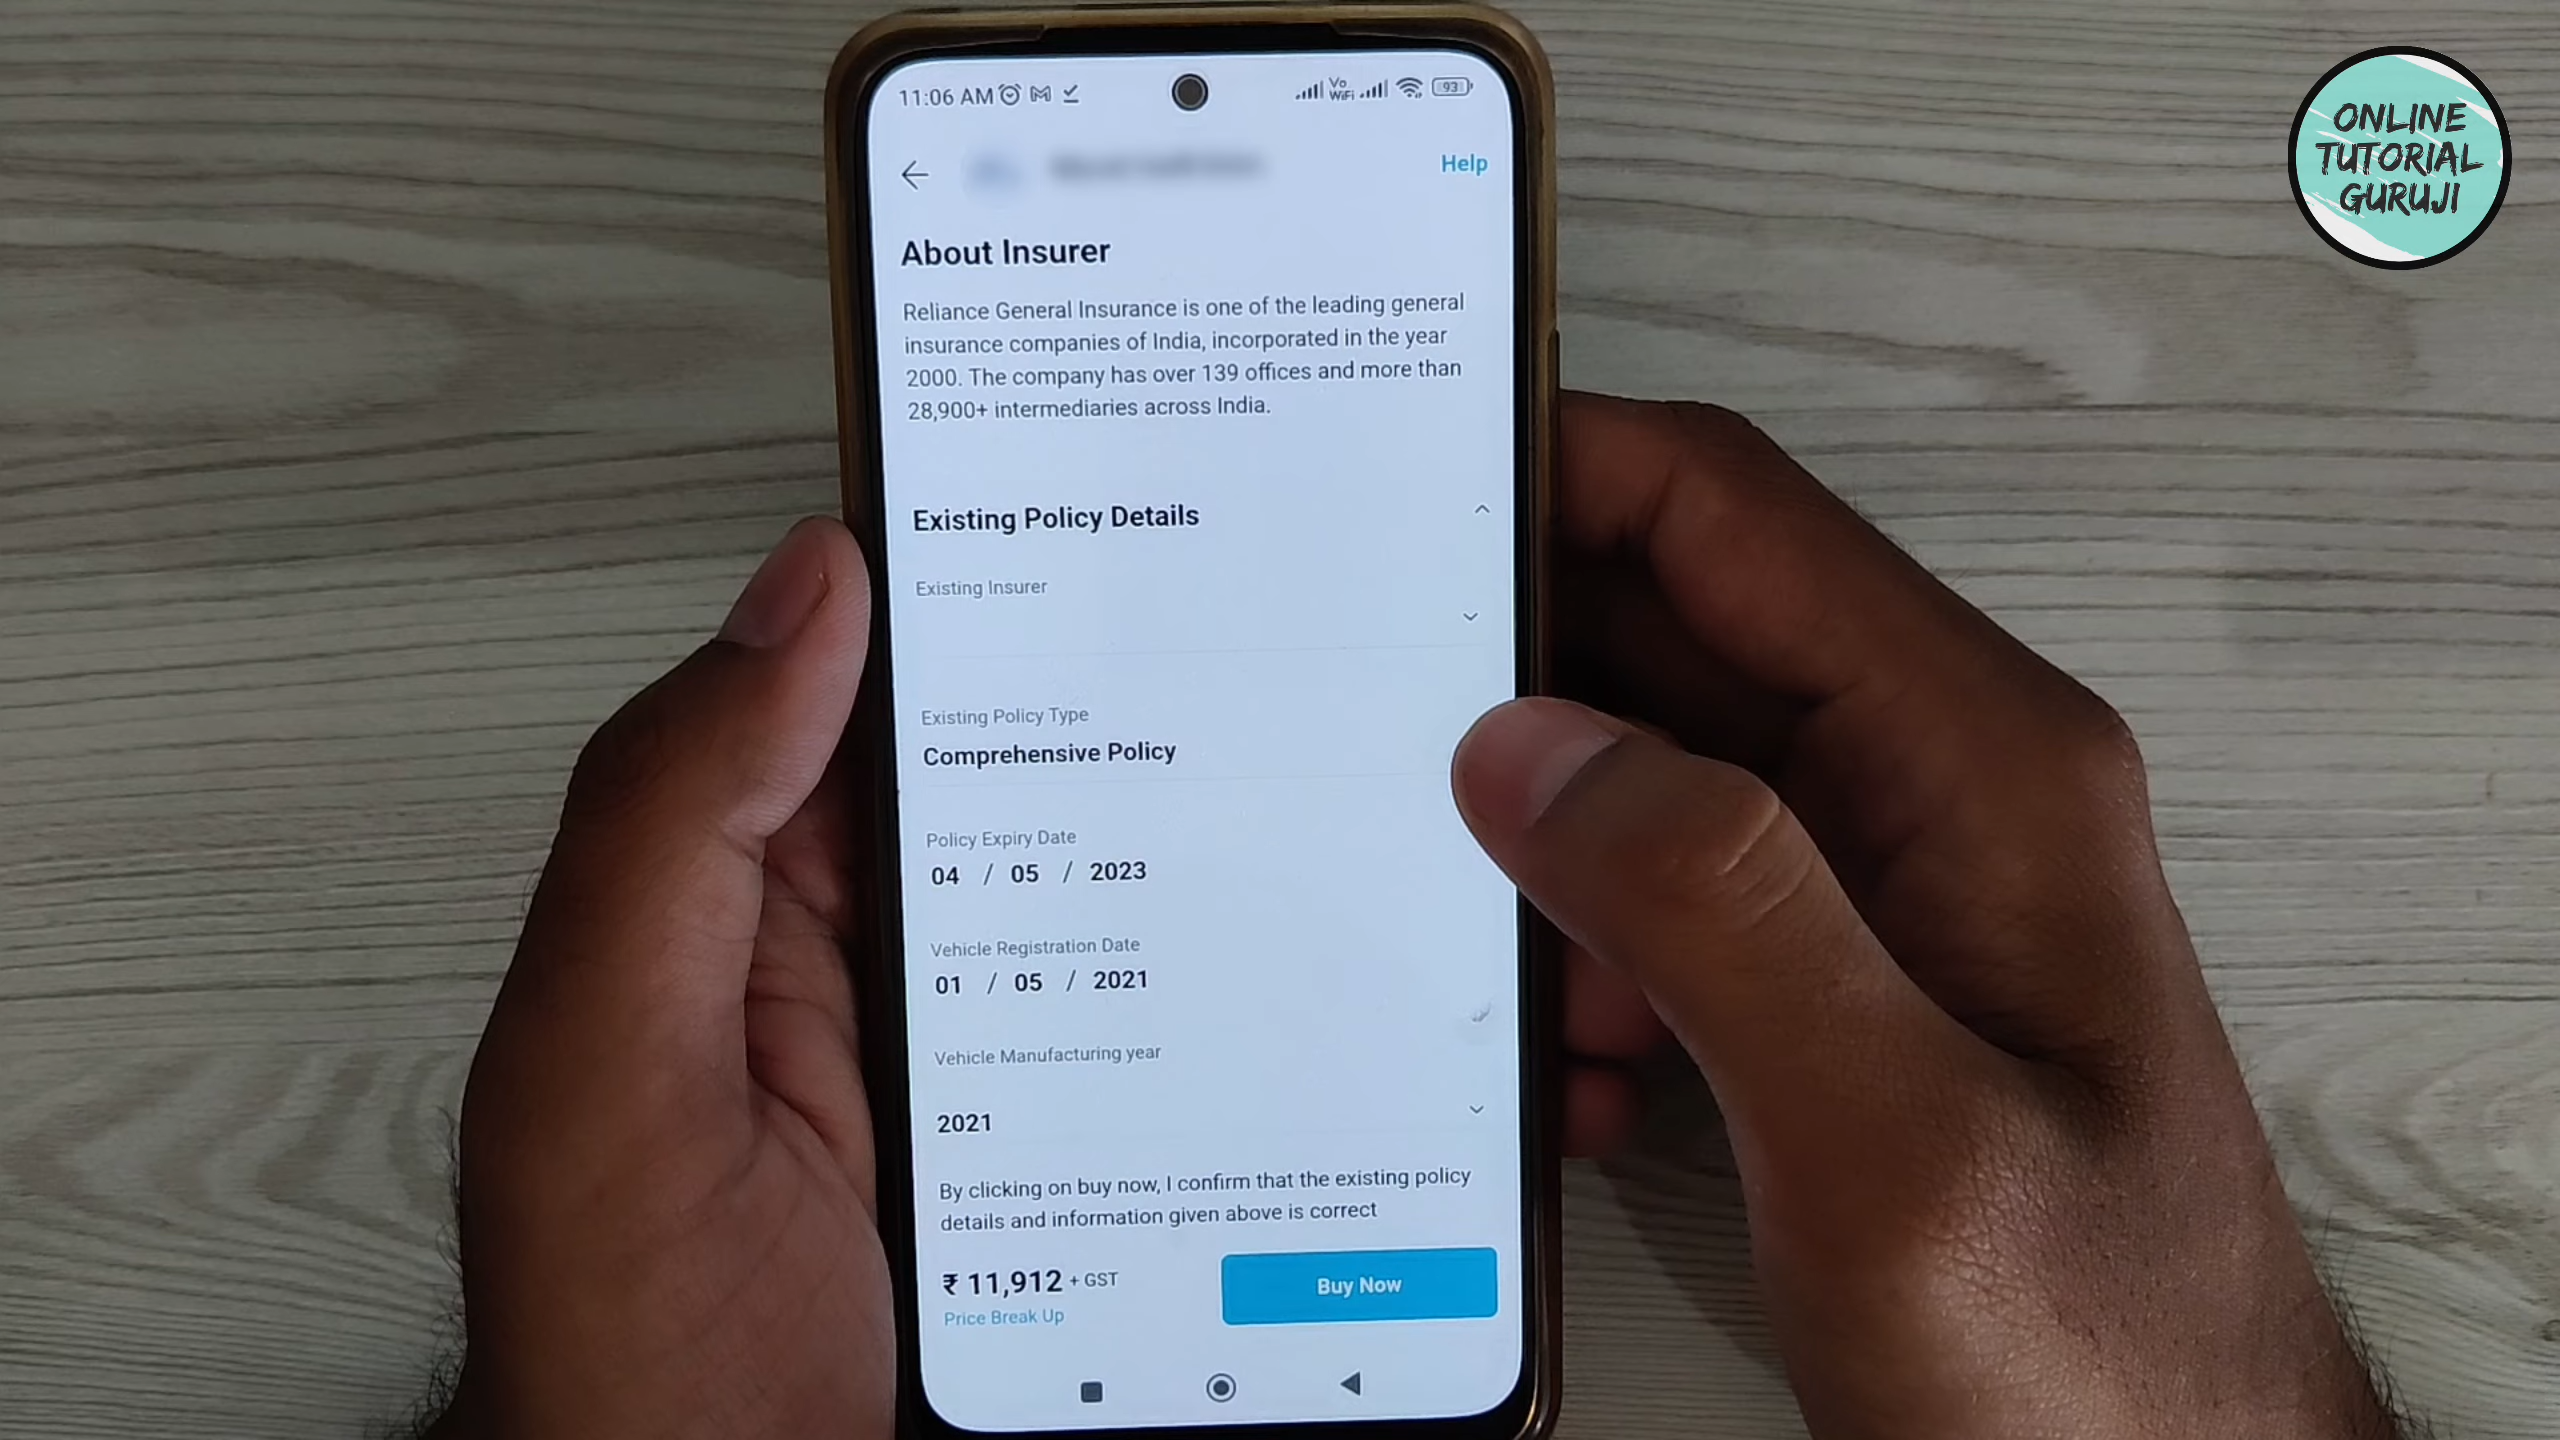 11:06 AM
Vo
WiFi
93
Help
About Insurer
Reliance General Insurance is one of the leading general
insurance companies of India, incorporated in the year
2000. The company has over 139 offices and more than
28,900+ intermediaries across India.
Existing Policy Details
Existing Insurer
Existing Policy Type
Comprehensive Policy
Policy Expiry Date
04 / 05 / 2023
Vehicle Registration Date
01 / 05 / 2021
Vehicle Manufacturing year
2021
By clicking on buy now, I confirm that the existing policy
details and information given above is correct
₹ 11,912 + GST
Price Break Up
Buy Now
ONLINE
TUTORIAL
GURUJI